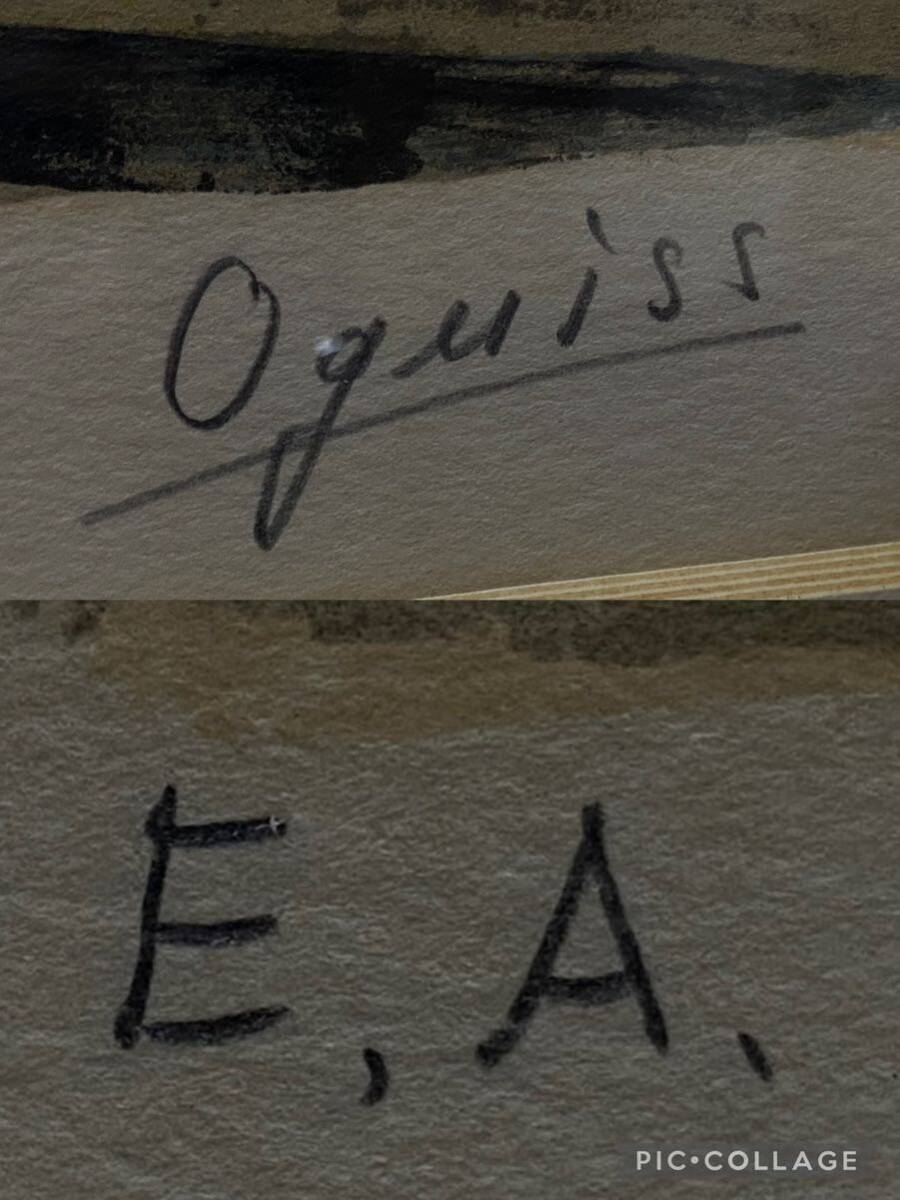 Oguiss
E, A,
PIC•COLLAGE